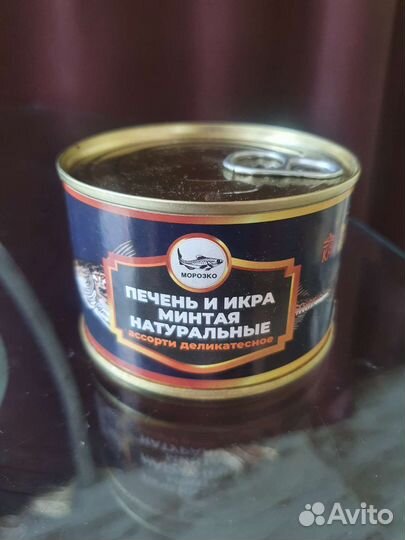 МОРОЗКО
ПЕЧЕНЬ И ИКРА
МИНТАЯ
НАТУРАЛЬНЫЕ
ассорти деликатесное
Avito